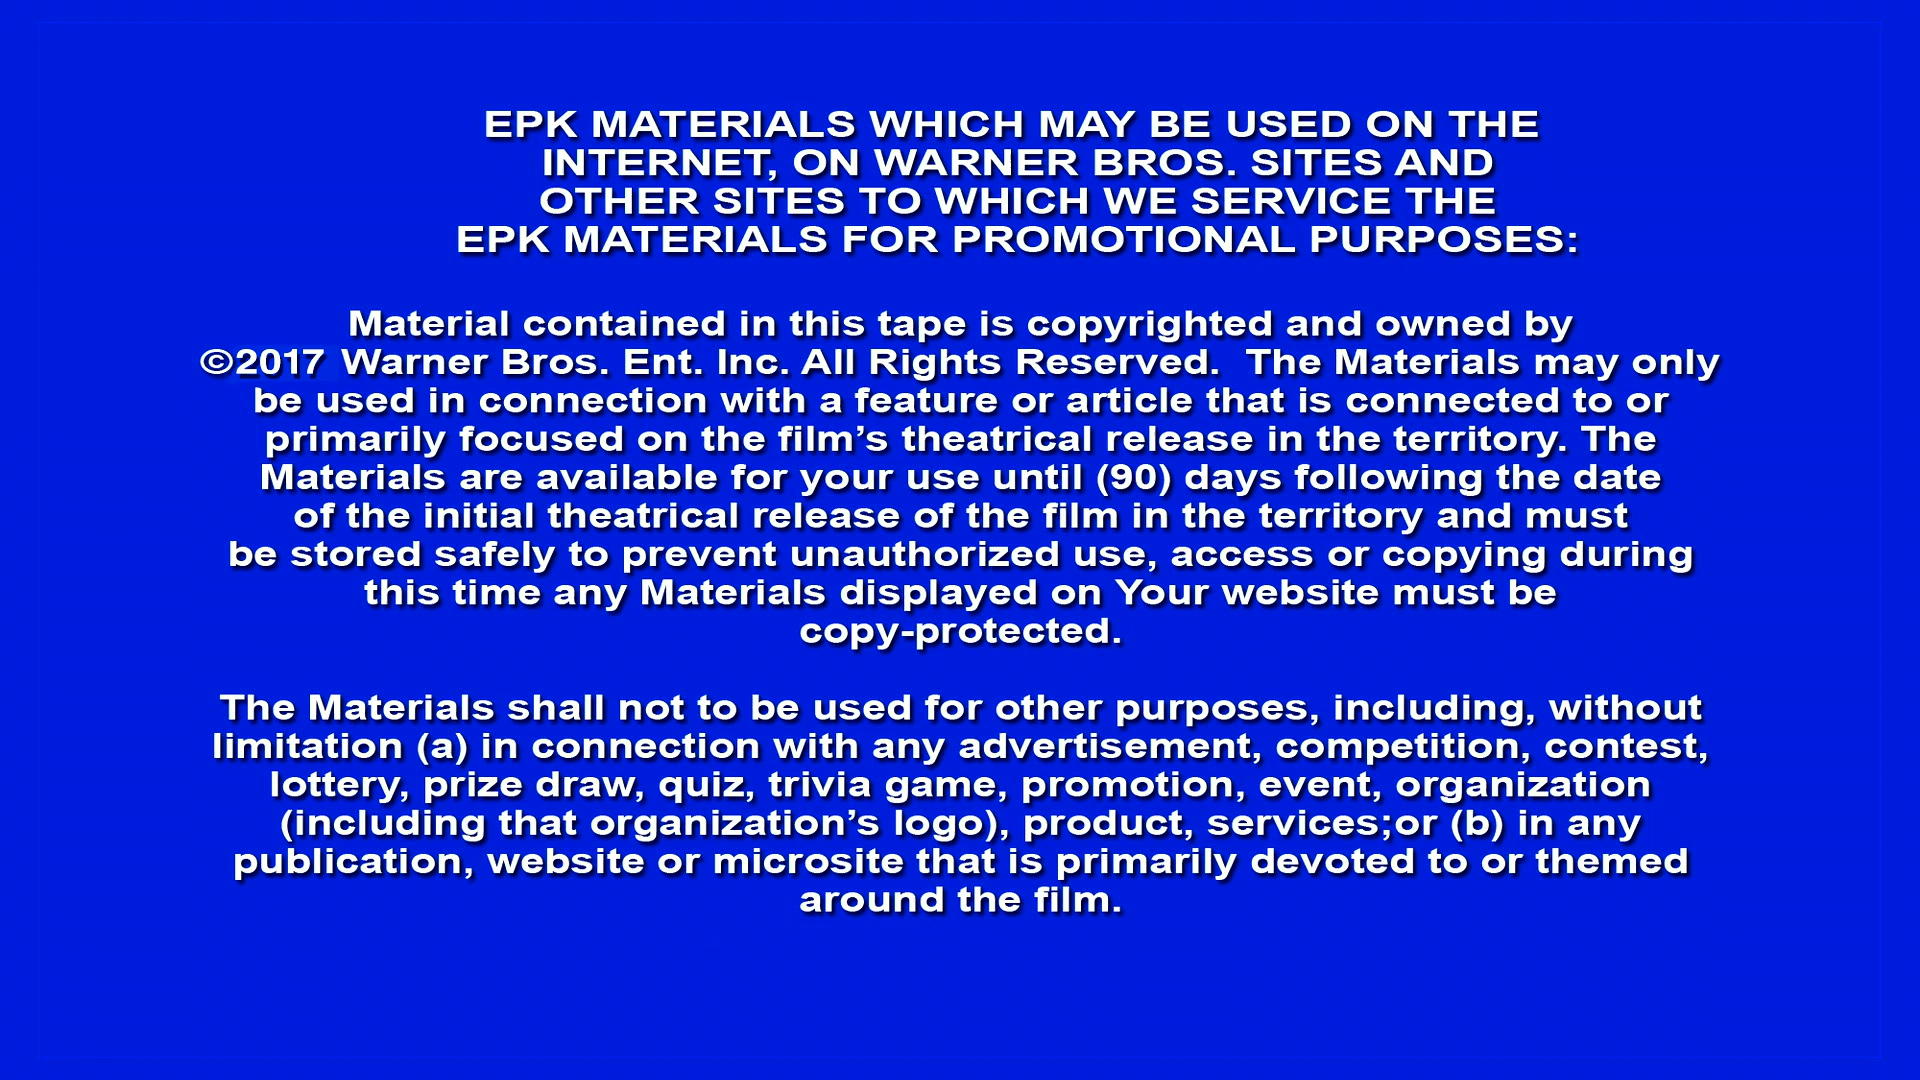 EPK MATERIALS WHICH MAY BE USED ON THE
INTERNET, ON WARNER BROS. SITES AND
OTHER SITES TO WHICH WE SERVICE THE
EPK MATERIALS FOR PROMOTIONAL PURPOSES:
Material contained in this tape is copyrighted and owned by
©2017 Warner Bros. Ent. Inc. All Rights Reserved.  The Materials may only
be used in connection with a feature or article that is connected to or
primarily focused on the film’s theatrical release in the territory. The
Materials are available for your use until (90) days following the date
of the initial theatrical release of the film in the territory and must
be stored safely to prevent unauthorized use, access or copying during
this time any Materials displayed on Your website must be
copy-protected.
The Materials shall not to be used for other purposes, including, without
limitation (a) in connection with any advertisement, competition, contest,
lottery, prize draw, quiz, trivia game, promotion, event, organization
(including that organization’s logo), product, services;or (b) in any
publication, website or microsite that is primarily devoted to or themed
around the film.